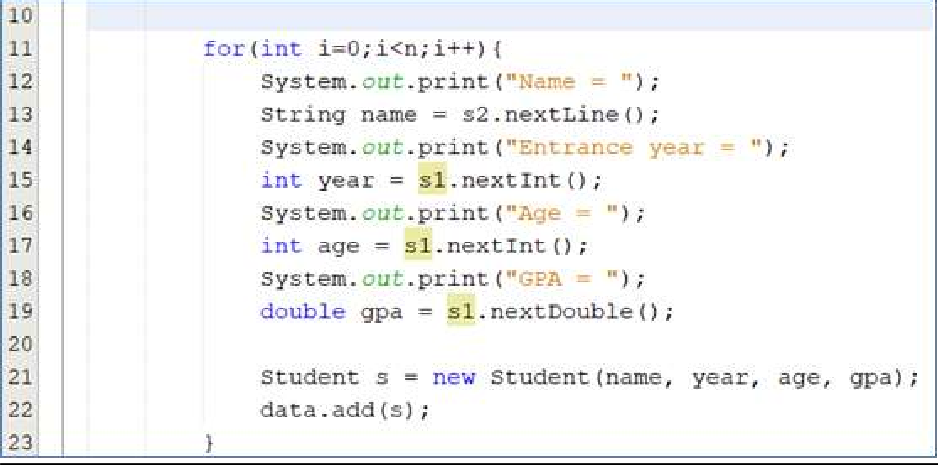 10
11 for(int i=0;i<n;i++){
12 System.out.print("Name = ");
13 String name = s2.nextLine();
14 System.out.print("Entrance year = ");
15 int year = s1.nextInt();
16 System.out.print("Age = ");
17 int age = s1.nextInt();
18 System.out.print("GPA = ");
19 double gpa = s1.nextDouble();
20
21 Student s = new Student(name, year, age, gpa);
22 data.add(s);
23 }